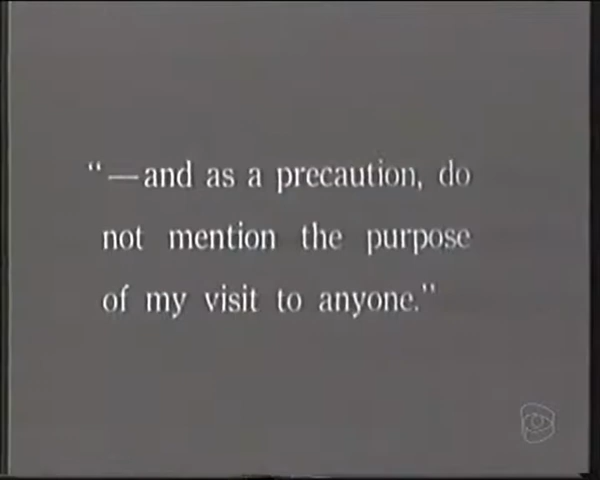 "—and as a precaution, do
not mention the purpose
of my visit to anyone."